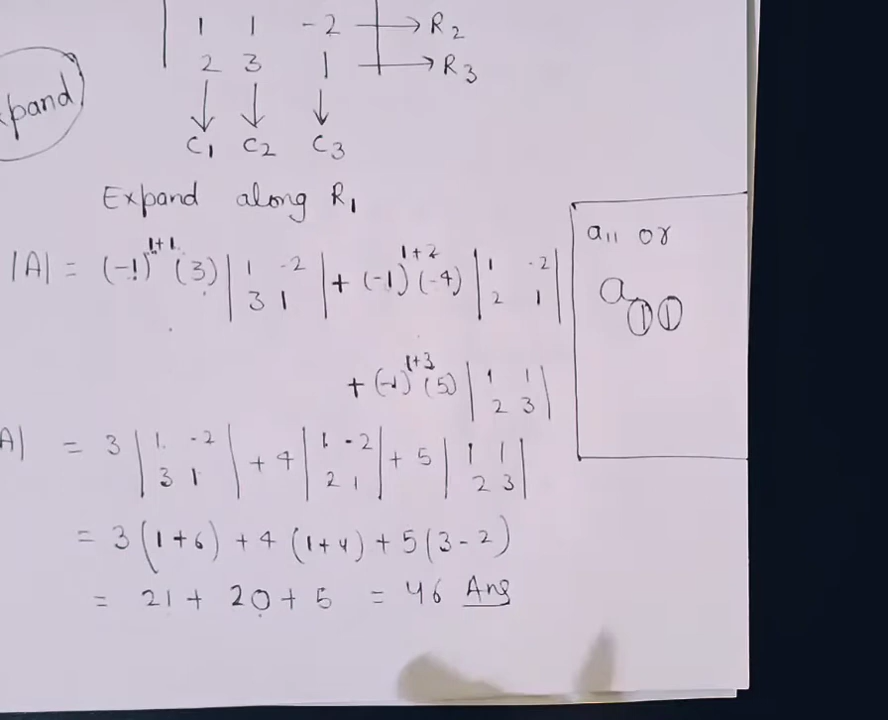 1 1 -2 → R2
2 3 1 → R3
↓ ↓ ↓
C1 C2 C3
Expand along R1
|A| = (-1)^1+1 (3) | 1 -2 ; 3 1 | + (-1)^1+2 (-4) | 1 -2 ; 2 1 |
+ (-1)^1+3 (5) | 1 1 ; 2 3 |
A| = 3 | 1 -2 ; 3 1 | + 4 | 1 -2 ; 2 1 | + 5 | 1 1 ; 2 3 |
= 3 (1+6) + 4 (1+4) + 5 (3-2)
= 21 + 20 + 5 = 46 Ans
a11 or
a11